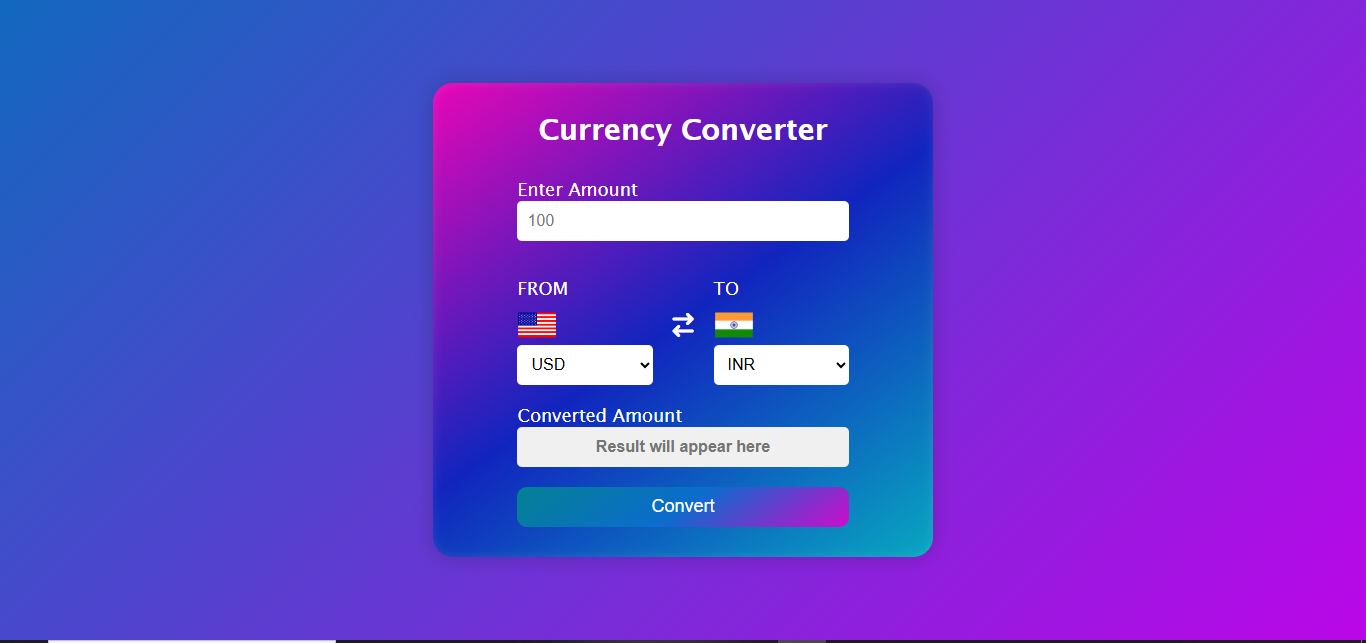 Currency Converter
Enter Amount
100
FROM
TO
USD
INR
Converted Amount
Result will appear here
Convert